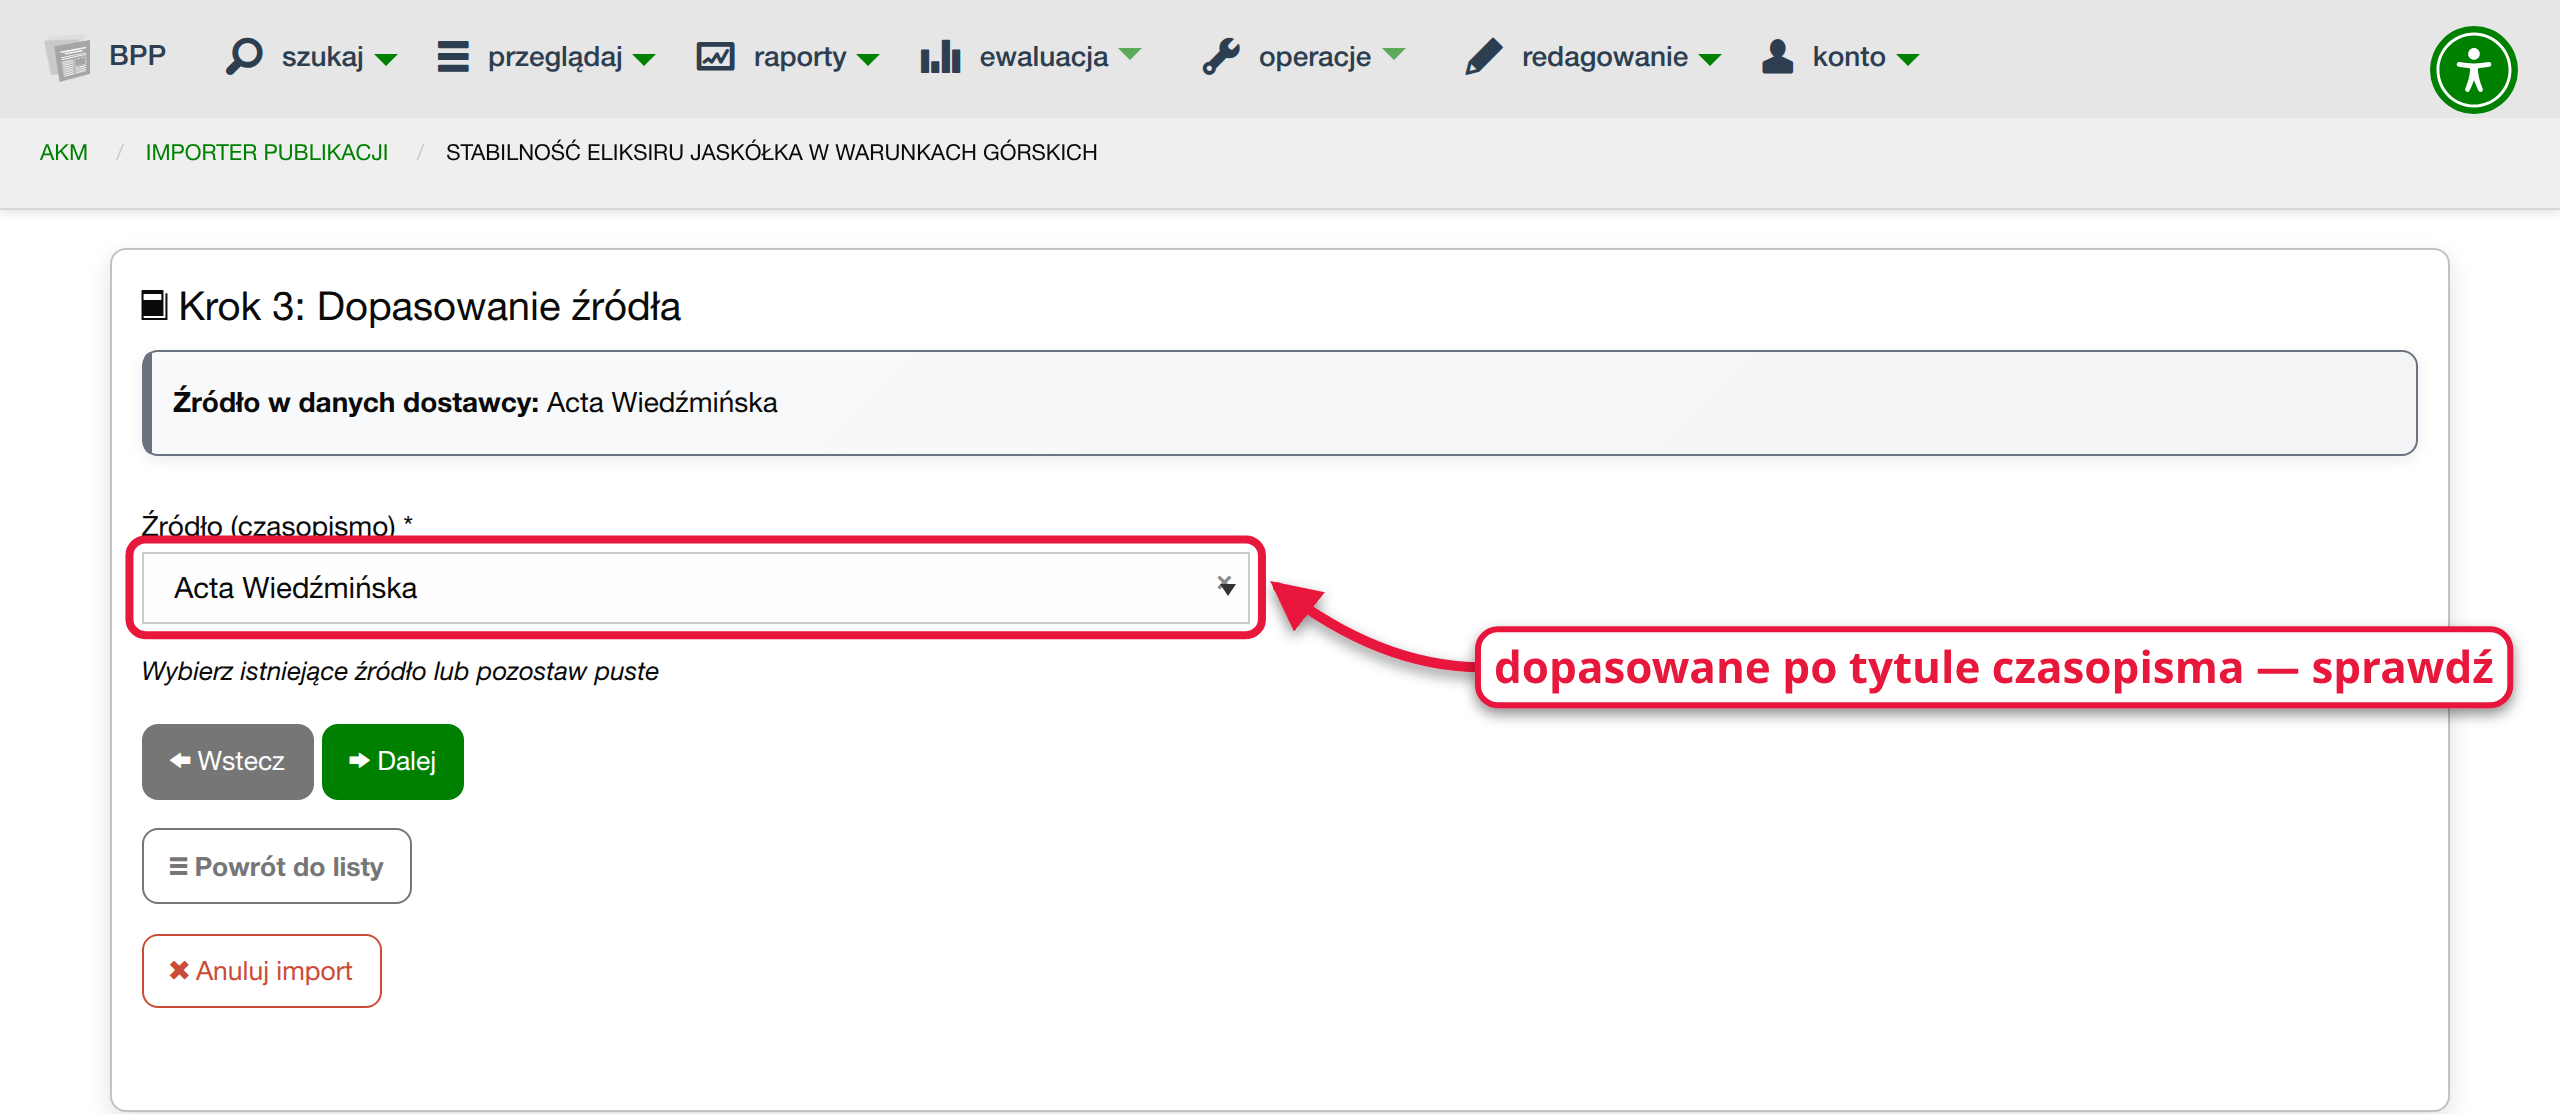 BPP szukaj przeglądaj raporty ewaluacja operacje redagowanie konto
AKM / IMPORTER PUBLIKACJI / STABILNOŚĆ ELIKSIRU JASKÓŁKA W WARUNKACH GÓRSKICH
Krok 3: Dopasowanie źródła
Źródło w danych dostawcy: Acta Wiedźmińska
Źródło (czasopismo) *
Acta Wiedźmińska
dopasowane po tytule czasopisma — sprawdź
Wybierz istniejące źródło lub pozostaw puste
Wstecz Dalej
Powrót do listy
Anuluj import